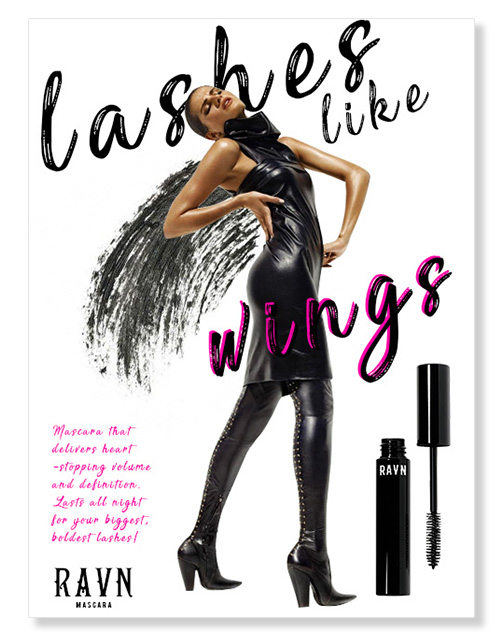 lashes
like
wings
Mascara that
delivers heart
-stopping volume
and definition.
Lasts all night
for your biggest,
boldest lashes!
RAVN
MASCARA
RAVN